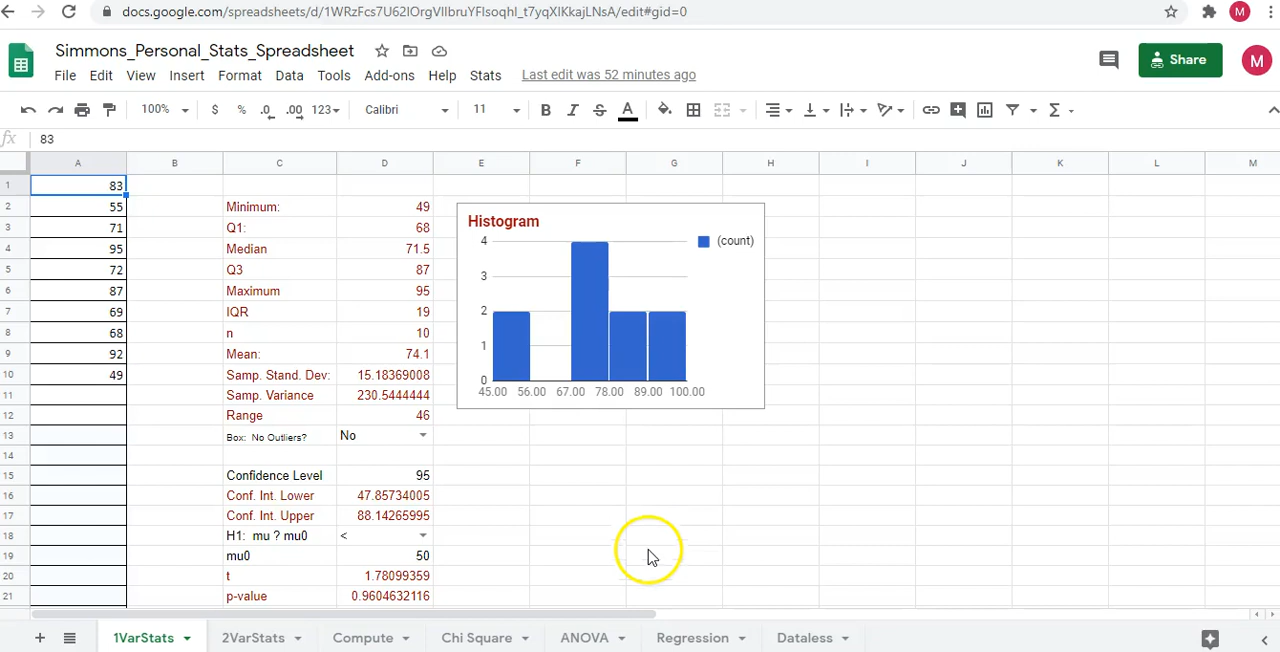 docs.google.com/spreadsheets/d/1WRzFcs7U62IOrgVIlbruYFlsoqhI_t7yqXIKkajLNsA/edit#gid=0
M
Simmons_Personal_Stats_Spreadsheet
File Edit View Insert Format Data Tools Add-ons Help Stats Last edit was 52 minutes ago
Share
M
100% $ % .0 .00 123 Calibri 11 B I S A Σ
fx 83
A B C D E F G H I J K L M
1 83
2 55 Minimum: 49
3 71 Q1: 68
4 95 Median 71.5
5 72 Q3 87
6 87 Maximum 95
7 69 IQR 19
8 68 n 10
9 92 Mean: 74.1
10 49 Samp. Stand. Dev: 15.18369008
11 Samp. Variance 230.5444444
12 Range 46
13 Box: No Outliers? No
14
15 Confidence Level 95
16 Conf. Int. Lower 47.85734005
17 Conf. Int. Upper 88.14265995
18 H1: mu ? mu0 <
19 mu0 50
20 t 1.78099359
21 p-value 0.9604632116
Histogram
(count)
4
3
2
1
0
45.00 56.00 67.00 78.00 89.00 100.00
+ 1VarStats 2VarStats Compute Chi Square ANOVA Regression Dataless